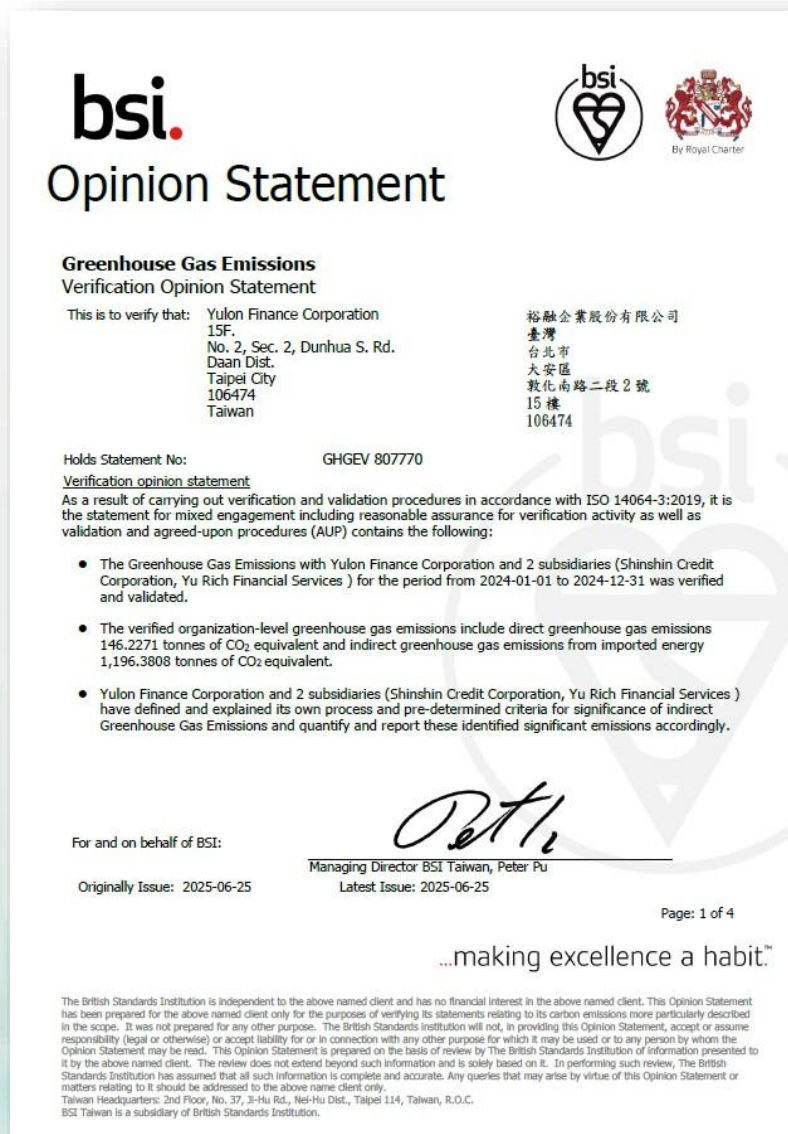 bsi.
bsi
By Royal Charter
Opinion Statement
Greenhouse Gas Emissions
Verification Opinion Statement
This is to verify that: Yulon Finance Corporation
15F.
No. 2, Sec. 2, Dunhua S. Rd.
Daan Dist.
Taipei City
106474
Taiwan
裕融企業股份有限公司
臺灣
台北市
大安區
敦化南路二段2號
15 樓
106474
Holds Statement No: GHGEV 807770
Verification opinion statement
As a result of carrying out verification and validation procedures in accordance with ISO 14064-3:2019, it is
the statement for mixed engagement including reasonable assurance for verification activity as well as
validation and agreed-upon procedures (AUP) contains the following:
● The Greenhouse Gas Emissions with Yulon Finance Corporation and 2 subsidiaries (Shinshin Credit
Corporation, Yu Rich Financial Services ) for the period from 2024-01-01 to 2024-12-31 was verified
and validated.
● The verified organization-level greenhouse gas emissions include direct greenhouse gas emissions
146.2271 tonnes of CO₂ equivalent and indirect greenhouse gas emissions from imported energy
1,196.3808 tonnes of CO₂ equivalent.
● Yulon Finance Corporation and 2 subsidiaries (Shinshin Credit Corporation, Yu Rich Financial Services )
have defined and explained its own process and pre-determined criteria for significance of indirect
Greenhouse Gas Emissions and quantify and report these identified significant emissions accordingly.
For and on behalf of BSI:
Managing Director BSI Taiwan, Peter Pu
Originally Issue: 2025-06-25 Latest Issue: 2025-06-25
Page: 1 of 4
...making excellence a habit.™
The British Standards Institution is independent to the above named client and has no financial interest in the above named client. This Opinion Statement
has been prepared for the above named client only for the purposes of verifying its statements relating to its carbon emissions more particularly described
in the scope. It was not prepared for any other purpose. The British Standards Institution will not, in providing this Opinion Statement, accept or assume
responsibility (legal or otherwise) or accept liability for or in connection with any other purpose for which it may be used or to any person by whom the
Opinion Statement may be read. This Opinion Statement is prepared on the basis of review by The British Standards Institution of information presented to
it by the above named client. The review does not extend beyond such information and is solely based on it. In performing such review, The British
Standards Institution has assumed that all such information is complete and accurate. Any queries that may arise by virtue of this Opinion Statement or
matters relating to it should be addressed to the above name client only.
Taiwan Headquarters: 2nd Floor, No. 37, Ji-Hu Rd., Nei-Hu Dist., Taipei 114, Taiwan, R.O.C.
BSI Taiwan is a subsidiary of British Standards Institution.